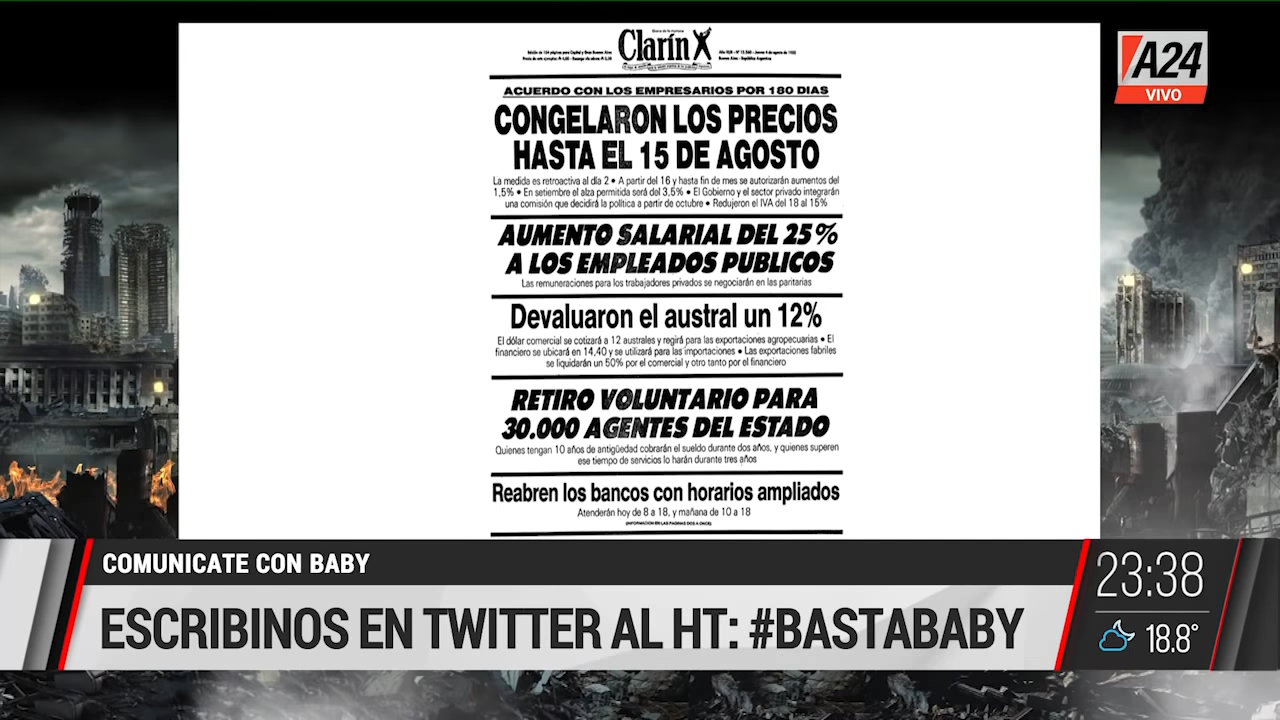 Clarín
ACUERDO CON LOS EMPRESARIOS POR 180 DIAS
CONGELARON LOS PRECIOS
HASTA EL 15 DE AGOSTO
La medida es retroactiva al día 2 • A partir del 16 y hasta fin de mes se autorizarán aumentos del
1,5% • En setiembre el alza permitida será del 3,5% • El Gobierno y el sector privado integrarán
una comisión que decidirá la política a partir de octubre • Redujeron el IVA del 18 al 15%
AUMENTO SALARIAL DEL 25%
A LOS EMPLEADOS PUBLICOS
Las remuneraciones para los trabajadores privados se negociarán en las paritarias
Devaluaron el austral un 12%
El dólar comercial se cotizará a 12 australes y regirá para las exportaciones agropecuarias • El
financiero se ubicará en 14,40 y se utilizará para las importaciones • Las exportaciones fabriles
se liquidarán un 50% por el comercial y otro tanto por el financiero
RETIRO VOLUNTARIO PARA
30.000 AGENTES DEL ESTADO
Quienes tengan 10 años de antigüedad cobrarán el sueldo durante dos años, y quienes superen
ese tiempo de servicios lo harán durante tres años
Reabren los bancos con horarios ampliados
Atenderán hoy de 8 a 18, y mañana de 10 a 18
(INFORMACION EN LAS PAGINAS DOS A ONCE)
A24
VIVO
COMUNICATE CON BABY
ESCRIBINOS EN TWITTER AL HT: #BASTABABY
23:38
18.8°